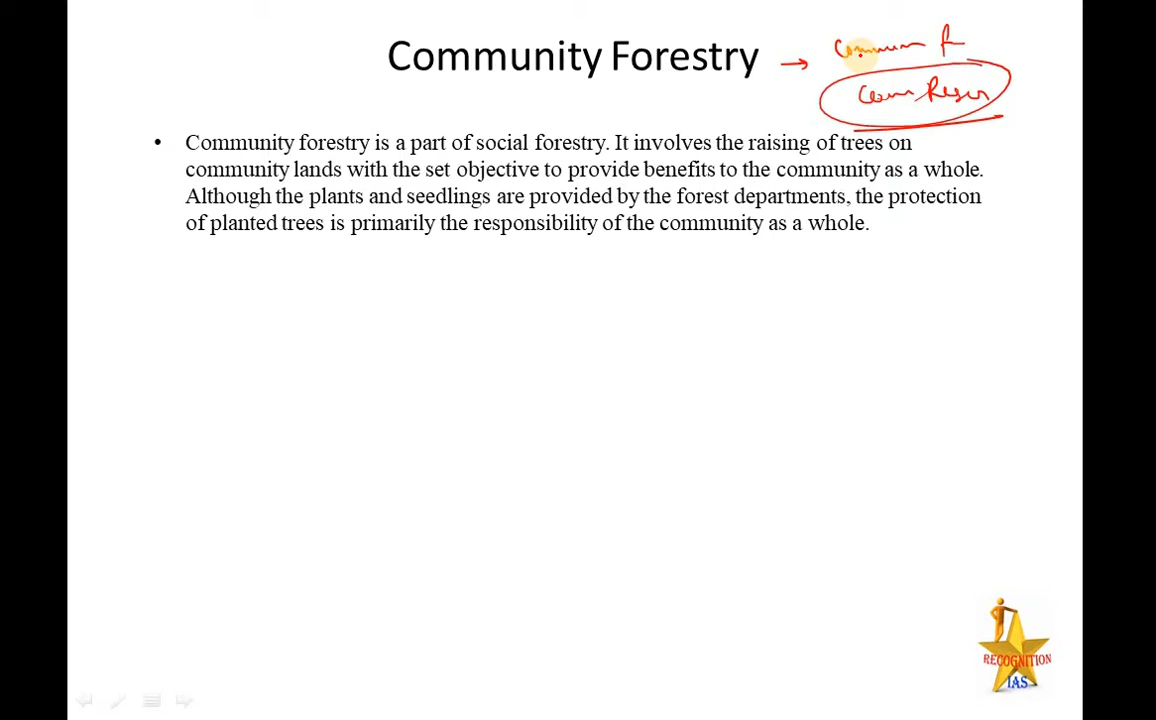 Community Forestry →
• Community forestry is a part of social forestry. It involves the raising of trees on
community lands with the set objective to provide benefits to the community as a whole.
Although the plants and seedlings are provided by the forest departments, the protection
of planted trees is primarily the responsibility of the community as a whole.
RECOGNITION
IAS